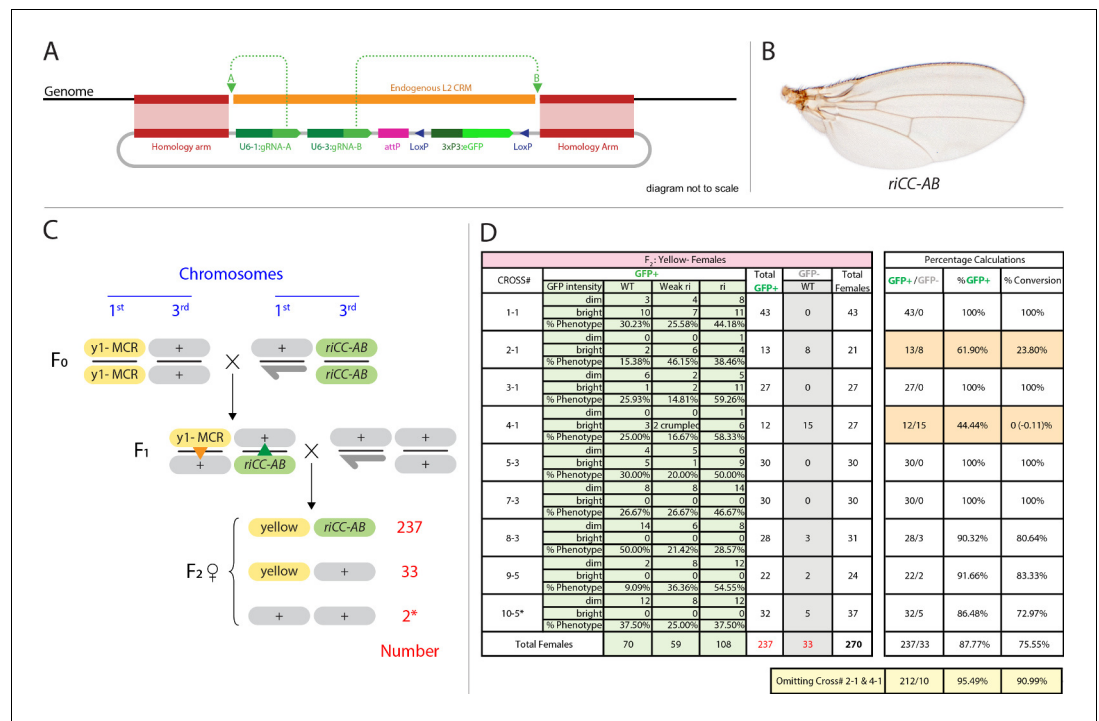 A
Genome
A
Endogenous L2 CRM
B
Homology arm
U6-1:gRNA-A
U6-3:gRNA-B
attP
LoxP
3xP3:eGFP
LoxP
Homology Arm
diagram not to scale
B
riCC-AB
C
Chromosomes
1st 3rd 1st 3rd
F0
y1- MCR + + riCC-AB
X
y1- MCR + riCC-AB
F1
y1- MCR + + +
X
+ riCC-AB +
yellow riCC-AB 237
F2 ♀
yellow + 33
+ + 2*
Number
D
F2: Yellow- Females Percentage Calculations
CROSS# GFP+ Total GFP+ GFP- Total Females GFP+ /GFP- % GFP+ % Conversion
GFP intensity WT Weak ri ri WT
1-1 43 0 43 43/0 100% 100%
dim 3 4 8
bright 10 7 11
% Phenotype 30.23% 25.58% 44.18%
2-1 13 8 21 13/8 61.90% 23.80%
dim 0 0 1
bright 2 6 4
% Phenotype 15.38% 46.15% 38.46%
3-1 27 0 27 27/0 100% 100%
dim 6 2 5
bright 1 2 11
% Phenotype 25.93% 14.81% 59.26%
4-1 12 15 27 12/15 44.44% 0 (-0.11)%
dim 0 0 1
bright 3 2 crumpled 6
% Phenotype 25.00% 16.67% 58.33%
5-3 30 0 30 30/0 100% 100%
dim 4 5 6
bright 5 1 9
% Phenotype 30.00% 20.00% 50.00%
7-3 30 0 30 30/0 100% 100%
dim 8 8 14
bright 0 0 0
% Phenotype 26.67% 26.67% 46.67%
8-3 28 3 31 28/3 90.32% 80.64%
dim 14 6 8
bright 0 0 0
% Phenotype 50.00% 21.42% 28.57%
9-5 22 2 24 22/2 91.66% 83.33%
dim 2 8 12
bright 0 0 0
% Phenotype 9.09% 36.36% 54.55%
10-5* 32 5 37 32/5 86.48% 72.97%
dim 12 8 12
bright 0 0 0
% Phenotype 37.50% 25.00% 37.50%
Total Females 70 59 108 237 33 270 237/33 87.77% 75.55%
Omitting Cross# 2-1 & 4-1 212/10 95.49% 90.99%